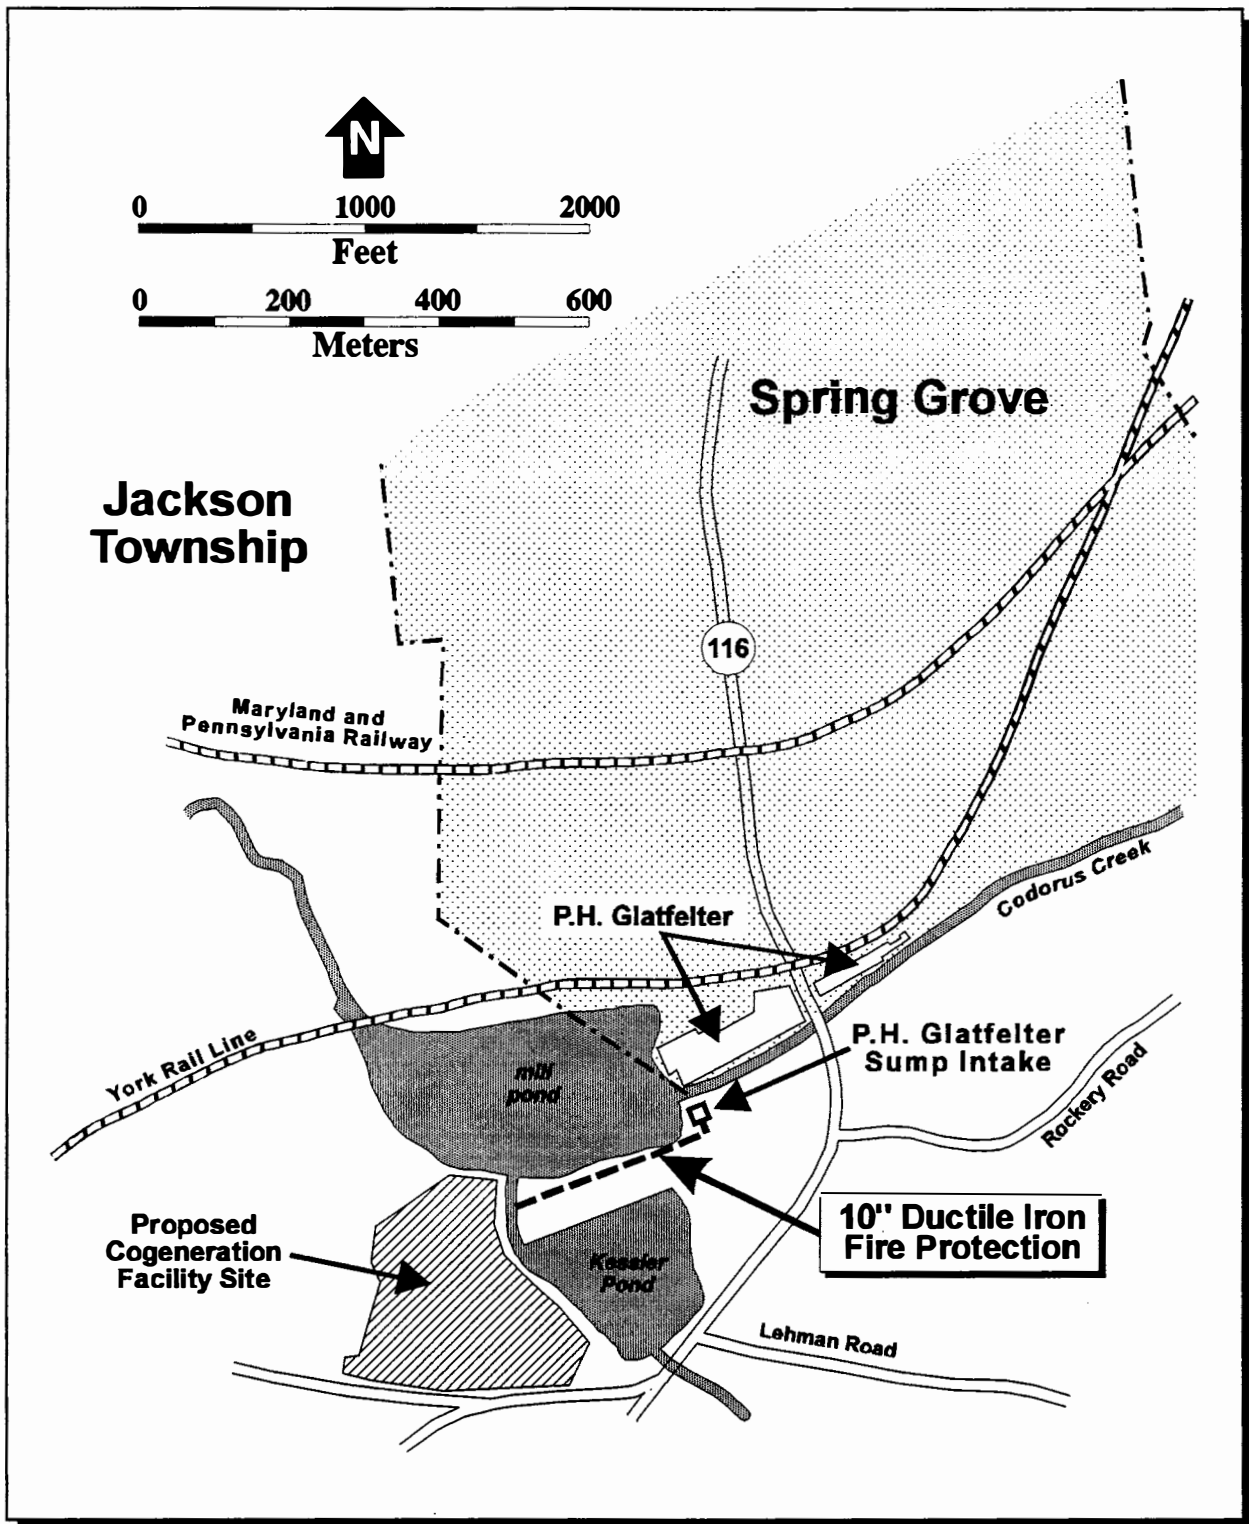 N
0 1000 2000
Feet
0 200 400 600
Meters
Spring Grove
Jackson
Township
116
Maryland and
Pennsylvania Railway
Codorus Creek
P.H. Glatfelter
York Rail Line
P.H. Glatfelter
Sump Intake
Rockery Road
mill
pond
10" Ductile Iron
Fire Protection
Proposed
Cogeneration
Facility Site
Kessler
Pond
Lehman Road